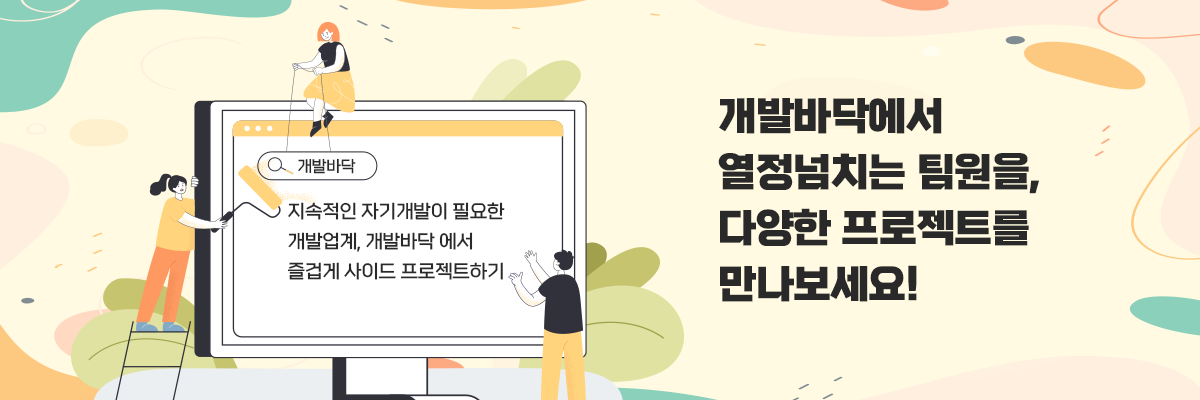 개발바닥
지속적인 자기개발이 필요한
개발업계, 개발바닥 에서
즐겁게 사이드 프로젝트하기
개발바닥에서
열정넘치는 팀원을,
다양한 프로젝트를
만나보세요!